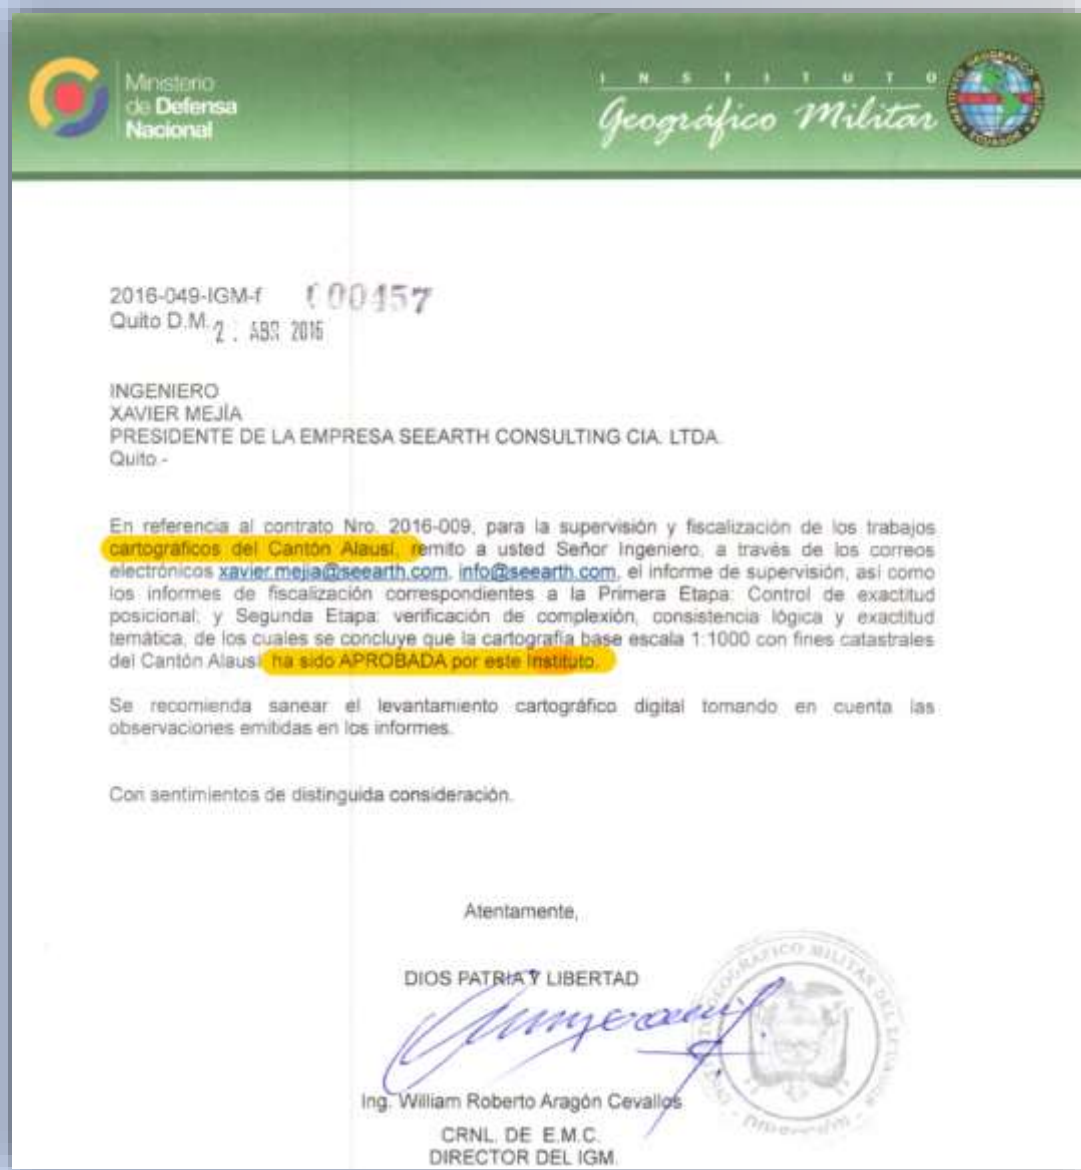 Ministerio
de Defensa
Nacional
INSTITUTO
Geográfico Militar
2016-049-IGM-f 00457
Quito D.M. 2 . ABR 2016
INGENIERO
XAVIER MEJÍA
PRESIDENTE DE LA EMPRESA SEEARTH CONSULTING CIA. LTDA.
Quito.-
En referencia al contrato Nro. 2016-009, para la supervisión y fiscalización de los trabajos
cartográficos del Cantón Alausí, remito a usted Señor Ingeniero, a través de los correos
electrónicos xavier.mejia@seearth.com, info@seearth.com, el informe de supervisión, así como
los informes de fiscalización correspondientes a la Primera Etapa: Control de exactitud
posicional; y Segunda Etapa: verificación de complexión, consistencia lógica y exactitud
temática, de los cuales se concluye que la cartografía base escala 1:1000 con fines catastrales
del Cantón Alausí ha sido APROBADA por este Instituto.
Se recomienda sanear el levantamiento cartográfico digital tomando en cuenta las
observaciones emitidas en los informes.
Con sentimientos de distinguida consideración.
Atentamente,
DIOS PATRIA Y LIBERTAD
Ing. William Roberto Aragón Cevallos
CRNL. DE E.M.C.
DIRECTOR DEL IGM.